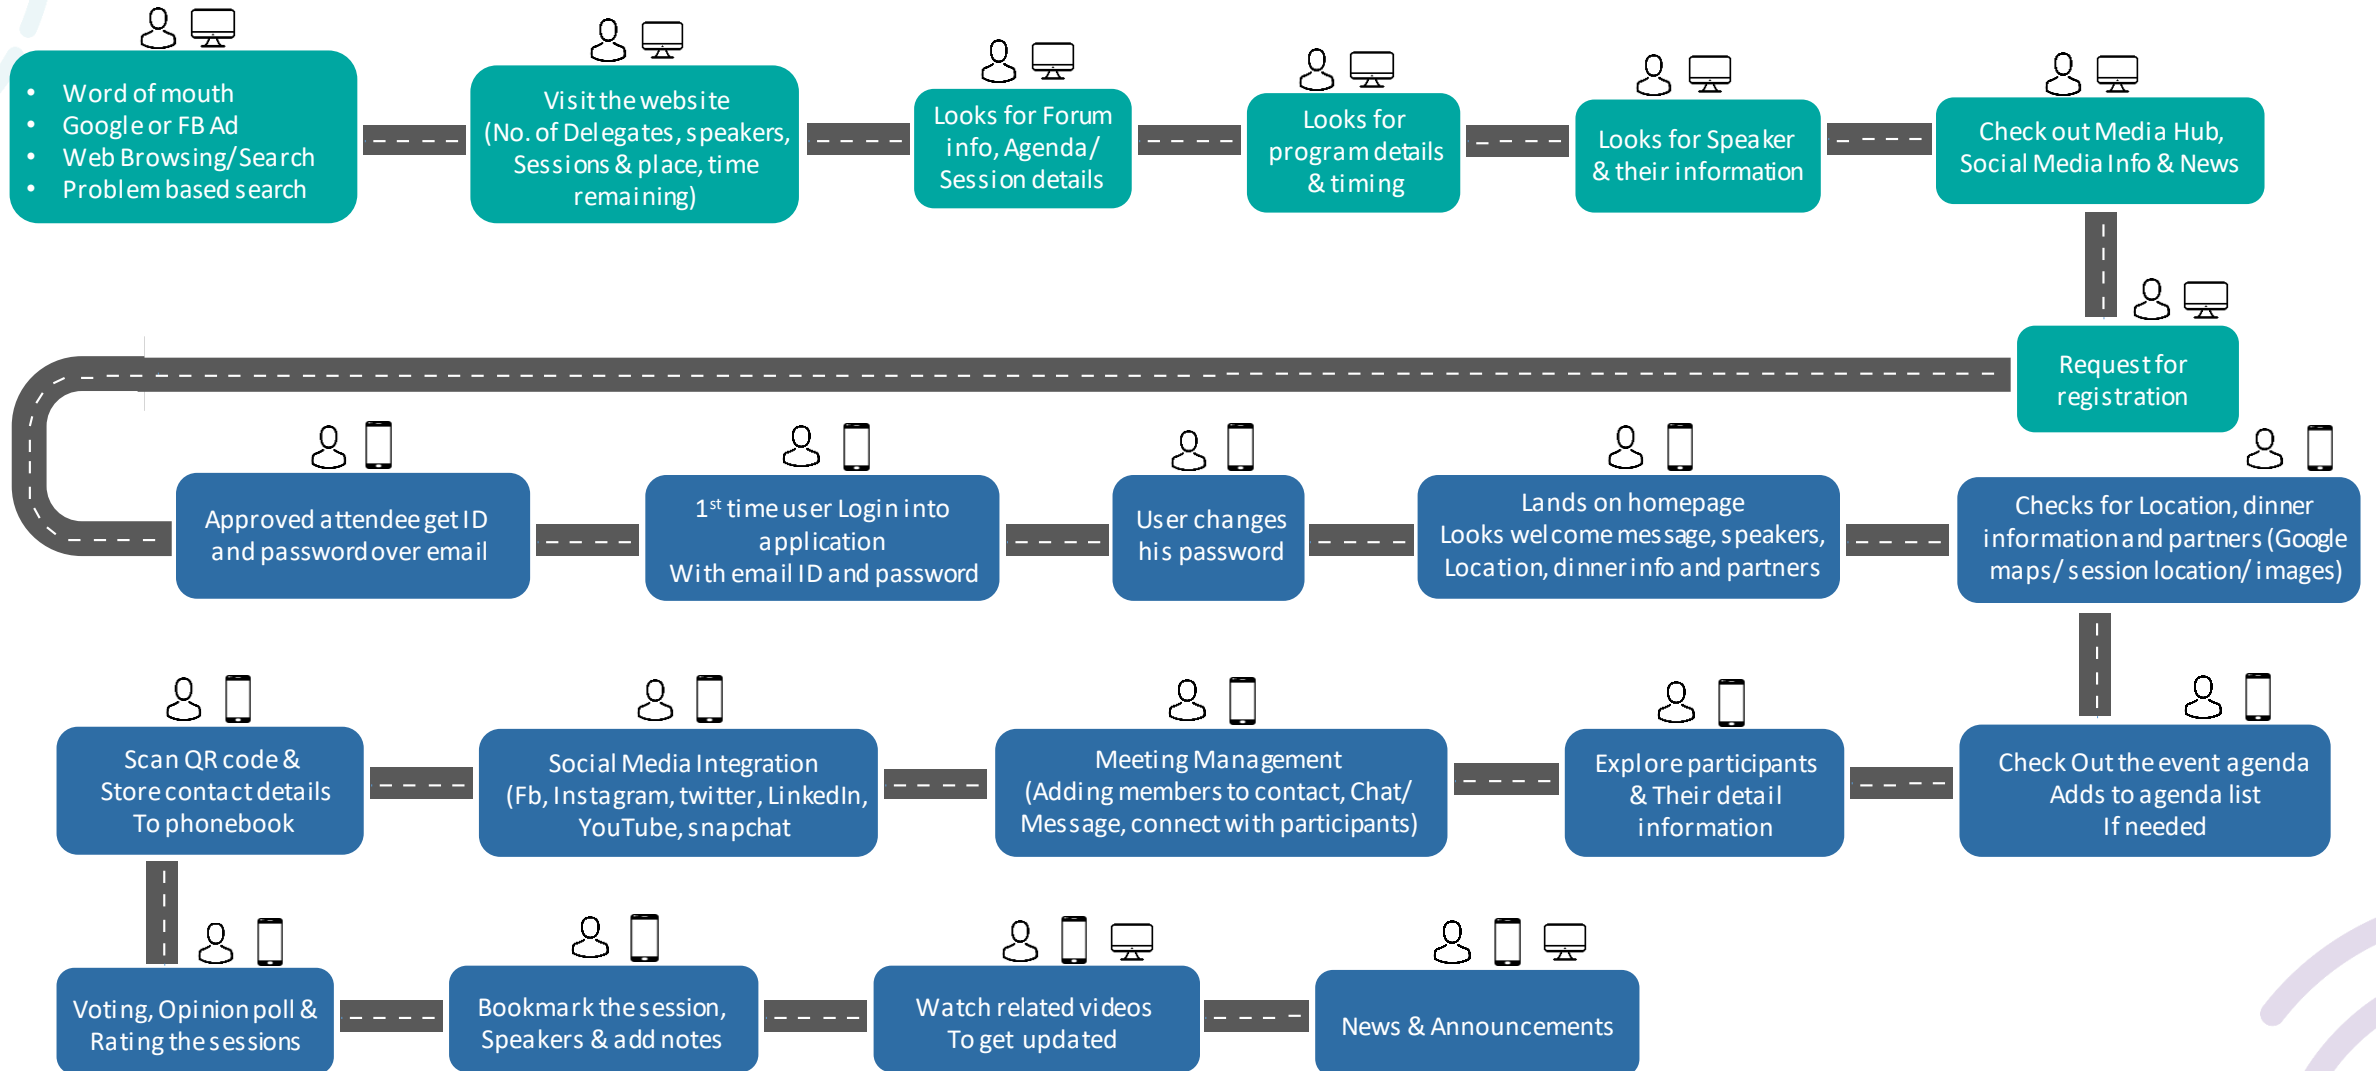 • Word of mouth
• Google or FB Ad
• Web Browsing/Search
• Problem based search
Visit the website
(No. of Delegates, speakers,
Sessions & place, time
remaining)
Looks for Forum
info, Agenda/
Session details
Looks for
program details
& timing
Looks for Speaker
& their information
Check out Media Hub,
Social Media Info & News
Request for
registration
Approved attendee get ID
and password over email
1st time user Login into
application
With email ID and password
User changes
his password
Lands on homepage
Looks welcome message, speakers,
Location, dinner info and partners
Checks for Location, dinner
information and partners (Google
maps/ session location/ images)
Scan QR code &
Store contact details
To phonebook
Social Media Integration
(Fb, Instagram, twitter, LinkedIn,
YouTube, snapchat
Meeting Management
(Adding members to contact, Chat/
Message, connect with participants)
Explore participants
& Their detail
information
Check Out the event agenda
Adds to agenda list
If needed
Voting, Opinion poll &
Rating the sessions
Bookmark the session,
Speakers & add notes
Watch related videos
To get updated
News & Announcements